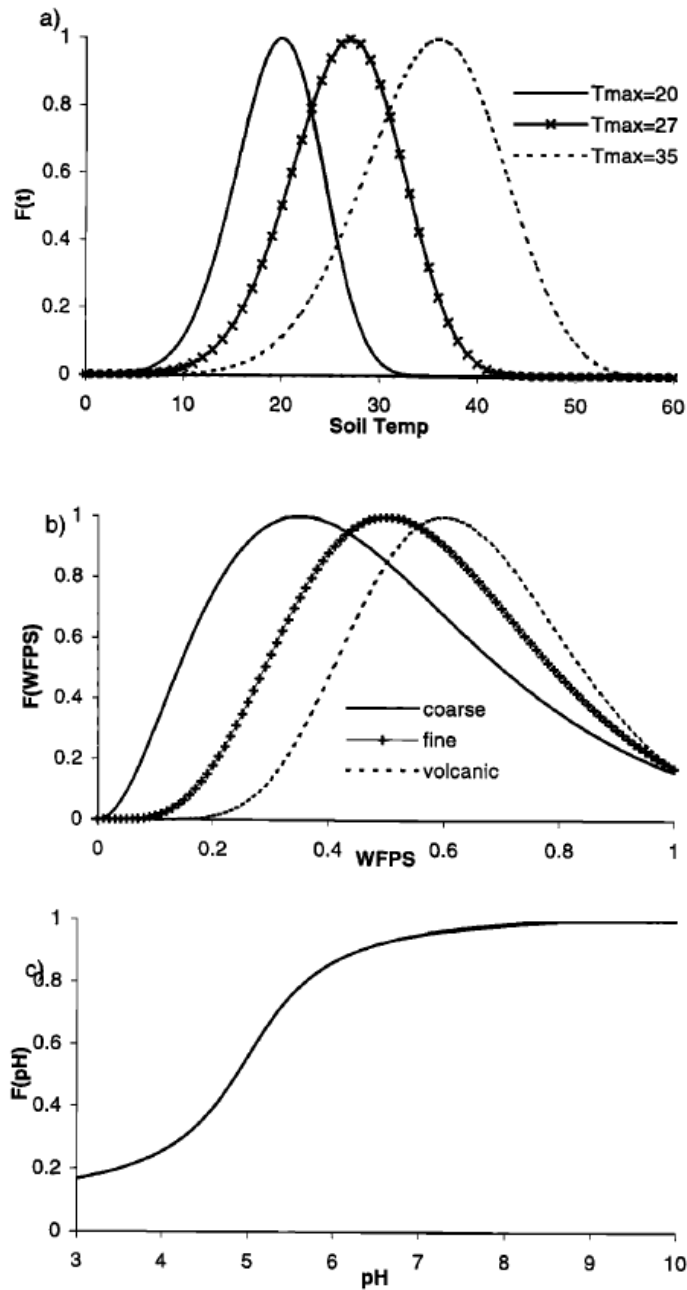 a)
1
0.8
0.6
0.4
0.2
0
F(t)
Tmax=20
Tmax=27
Tmax=35
0 10 20 30 40 50 60
Soil Temp
b)
1
0.8
0.6
0.4
0.2
0
F(WFPS)
coarse
fine
volcanic
0 0.2 0.4 0.6 0.8 1
WFPS
c)
1
0.8
0.6
0.4
0.2
0
F(pH)
3 4 5 6 7 8 9 10
pH